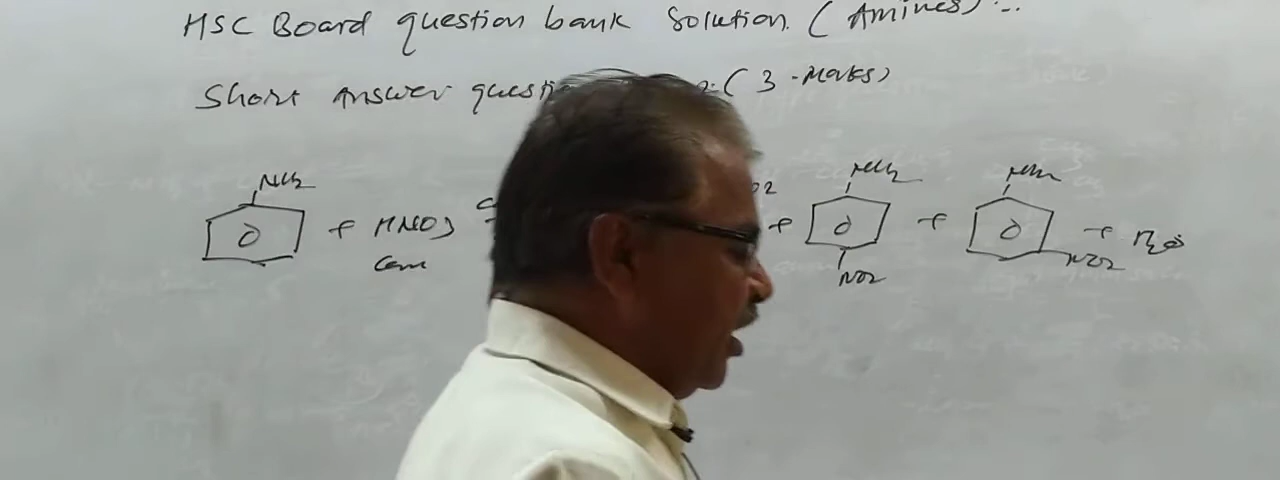 HSC Board question bank solution. (Amines)...
Short Answer questi (3 - Marks)
NH2 NH2 NH2
+ HNO3 + + + H2O
Conc
NO2 NO2